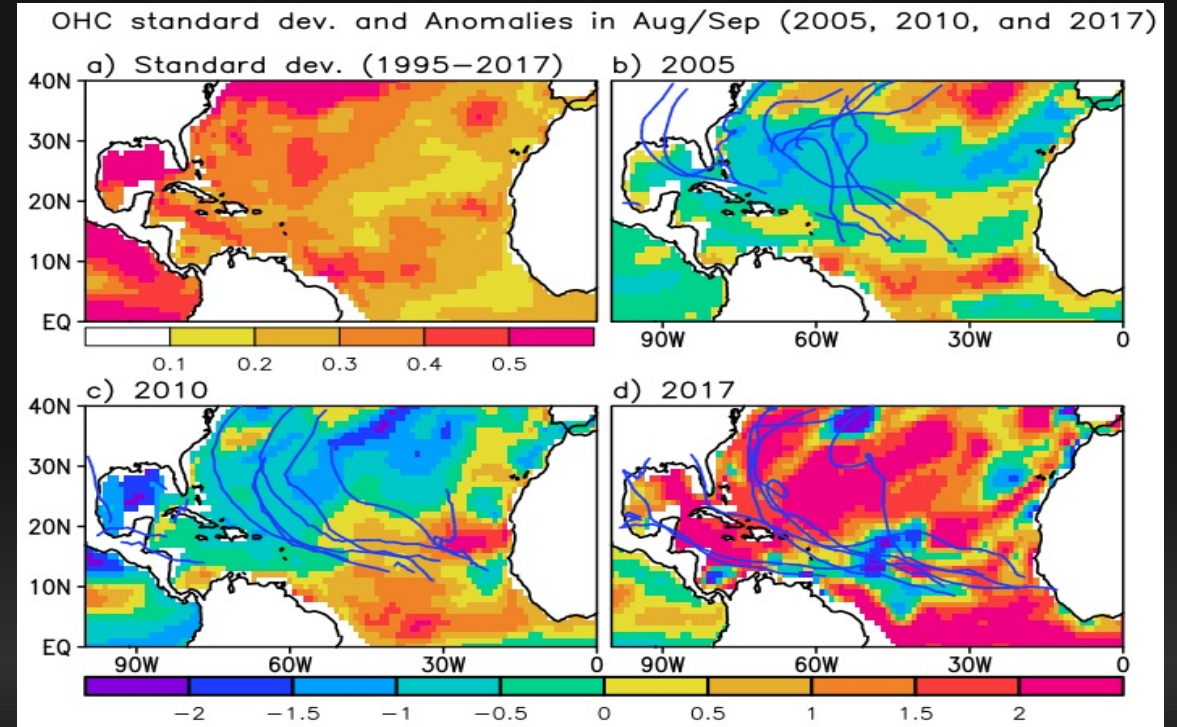 OHC standard dev. and Anomalies in Aug/Sep (2005, 2010, and 2017)
a) Standard dev. (1995−2017)
b) 2005
40N
30N
20N
10N
EQ
0.1 0.2 0.3 0.4 0.5
90W 60W 30W 0
c) 2010
d) 2017
40N
30N
20N
10N
EQ
90W 60W 30W 0
90W 60W 30W 0
−2 −1.5 −1 −0.5 0 0.5 1 1.5 2